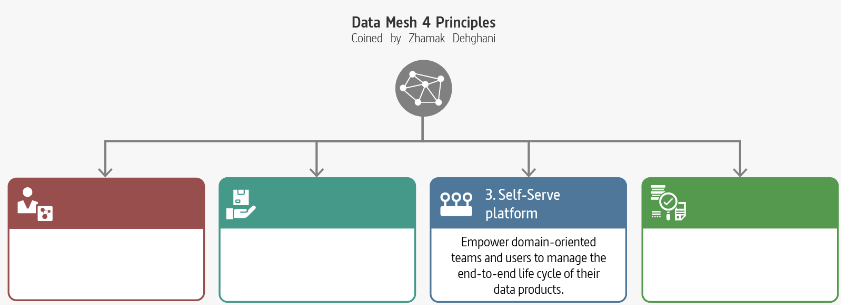 Data Mesh 4 Principles
Coined by Zhamak Dehghani
3. Self-Serve
platform
Empower domain-oriented
teams and users to manage the
end-to-end life cycle of their
data products.